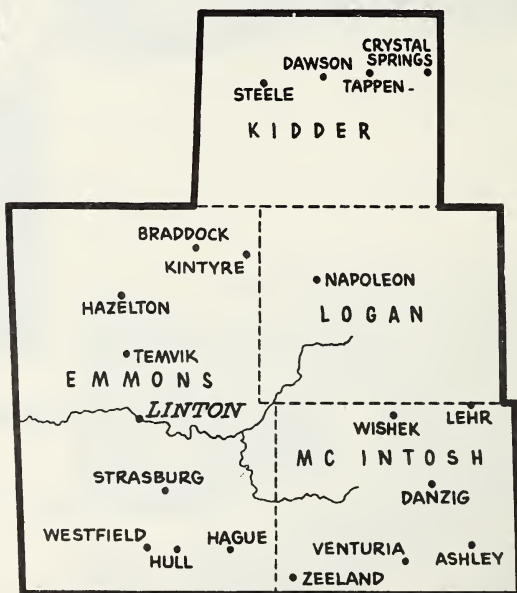 CRYSTAL
SPRINGS
DAWSON
TAPPEN
STEELE
KIDDER
BRADDOCK
KINTYRE
NAPOLEON
HAZELTON
LOGAN
TEMVIK
EMMONS
LINTON
LEHR
WISHEK
MC INTOSH
STRASBURG
DANZIG
WESTFIELD
HULL
HAGUE
VENTURIA
ASHLEY
ZEELAND